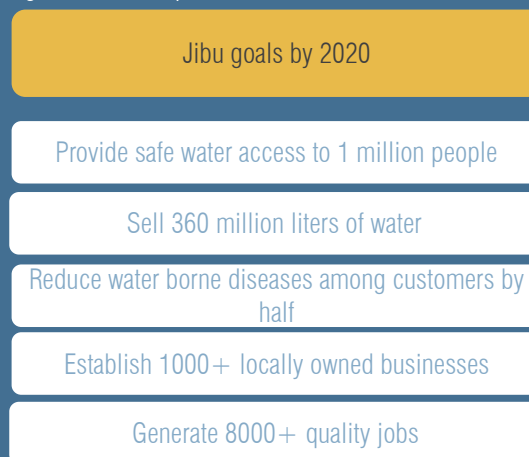 Jibu goals by 2020
Provide safe water access to 1 million people
Sell 360 million liters of water
Reduce water borne diseases among customers by
half
Establish 1000+ locally owned businesses
Generate 8000+ quality jobs